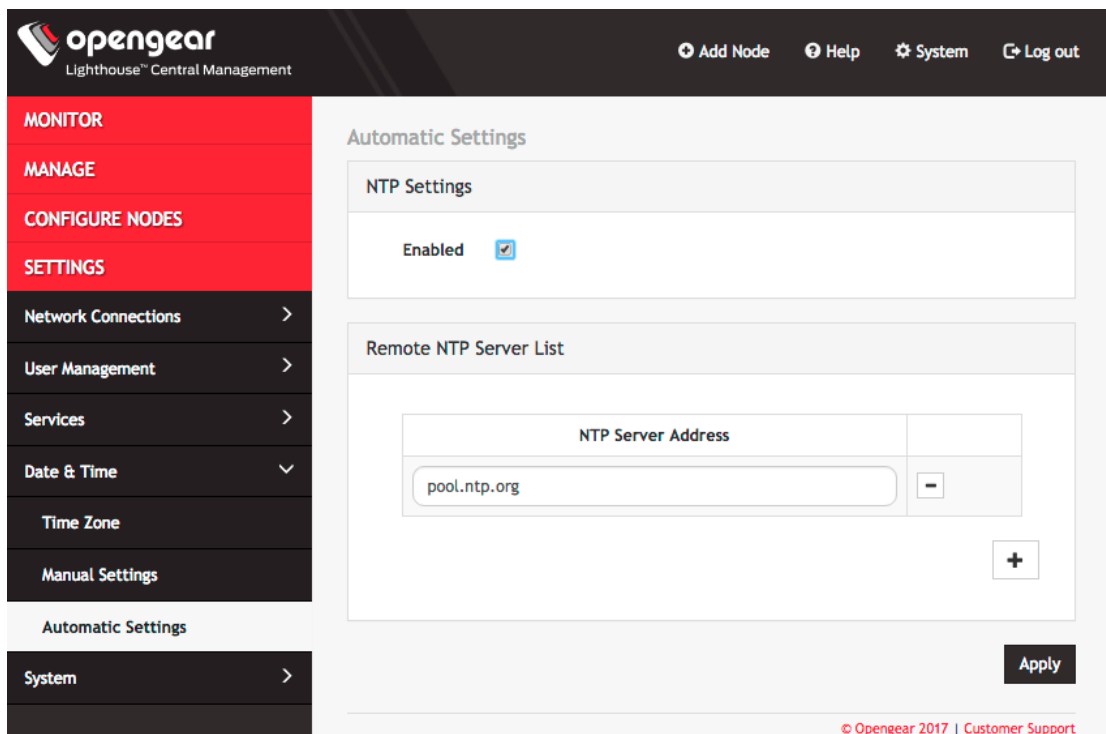 opengear
Lighthouse™ Central Management
Add Node
Help
System
Log out
MONITOR
MANAGE
CONFIGURE NODES
SETTINGS
Network Connections
User Management
Services
Date & Time
Time Zone
Manual Settings
Automatic Settings
System
Automatic Settings
NTP Settings
Enabled
Remote NTP Server List
NTP Server Address
pool.ntp.org
Apply
© Opengear 2017 | Customer Support